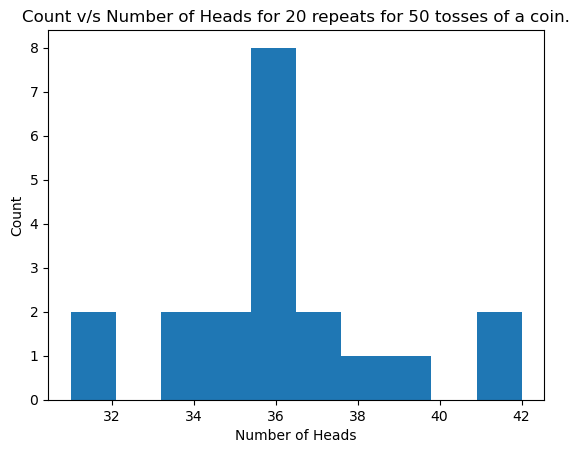 Count v/s Number of Heads for 20 repeats for 50 tosses of a coin.
8
7
6
5
4
3
2
1
0
Count
32 34 36 38 40 42
Number of Heads